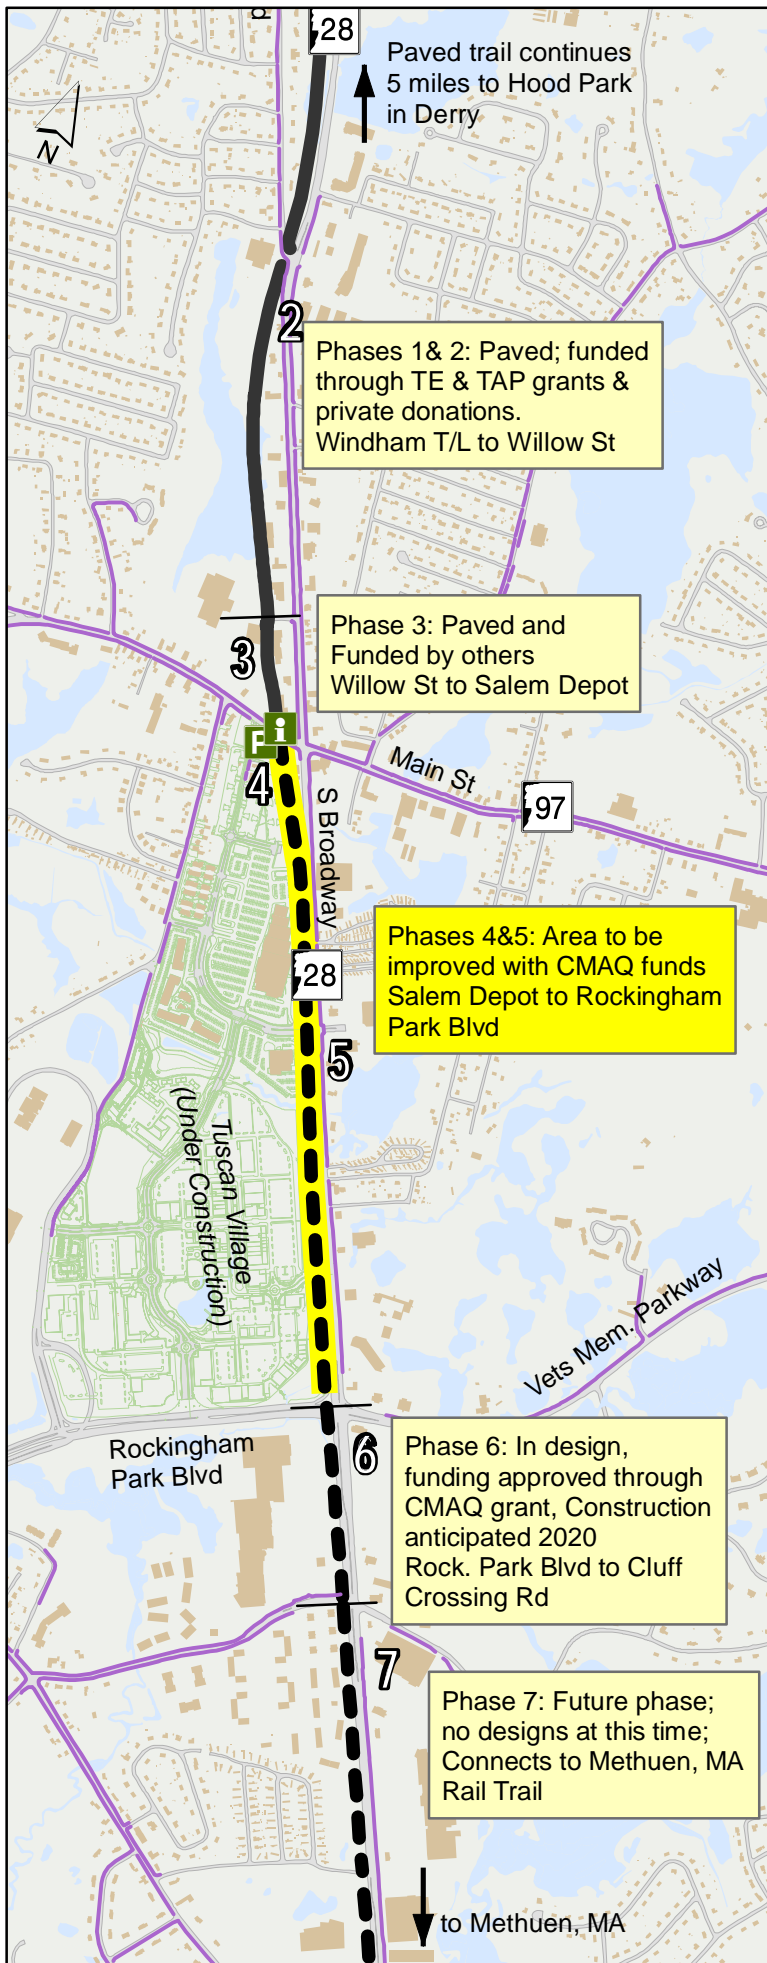 d
28
Paved trail continues
5 miles to Hood Park
in Derry
N
2
Phases 1& 2: Paved; funded
through TE & TAP grants &
private donations.
Windham T/L to Willow St
Phase 3: Paved and
Funded by others
Willow St to Salem Depot
3
i
P
4
Main St
97
S Broadway
Phases 4&5: Area to be
improved with CMAQ funds
Salem Depot to Rockingham
Park Blvd
28
5
Tuscan Village
(Under Construction)
Vets Mem. Parkway
Rockingham
Park Blvd
6
Phase 6: In design,
funding approved through
CMAQ grant, Construction
anticipated 2020
Rock. Park Blvd to Cluff
Crossing Rd
7
Phase 7: Future phase;
no designs at this time;
Connects to Methuen, MA
Rail Trail
to Methuen, MA